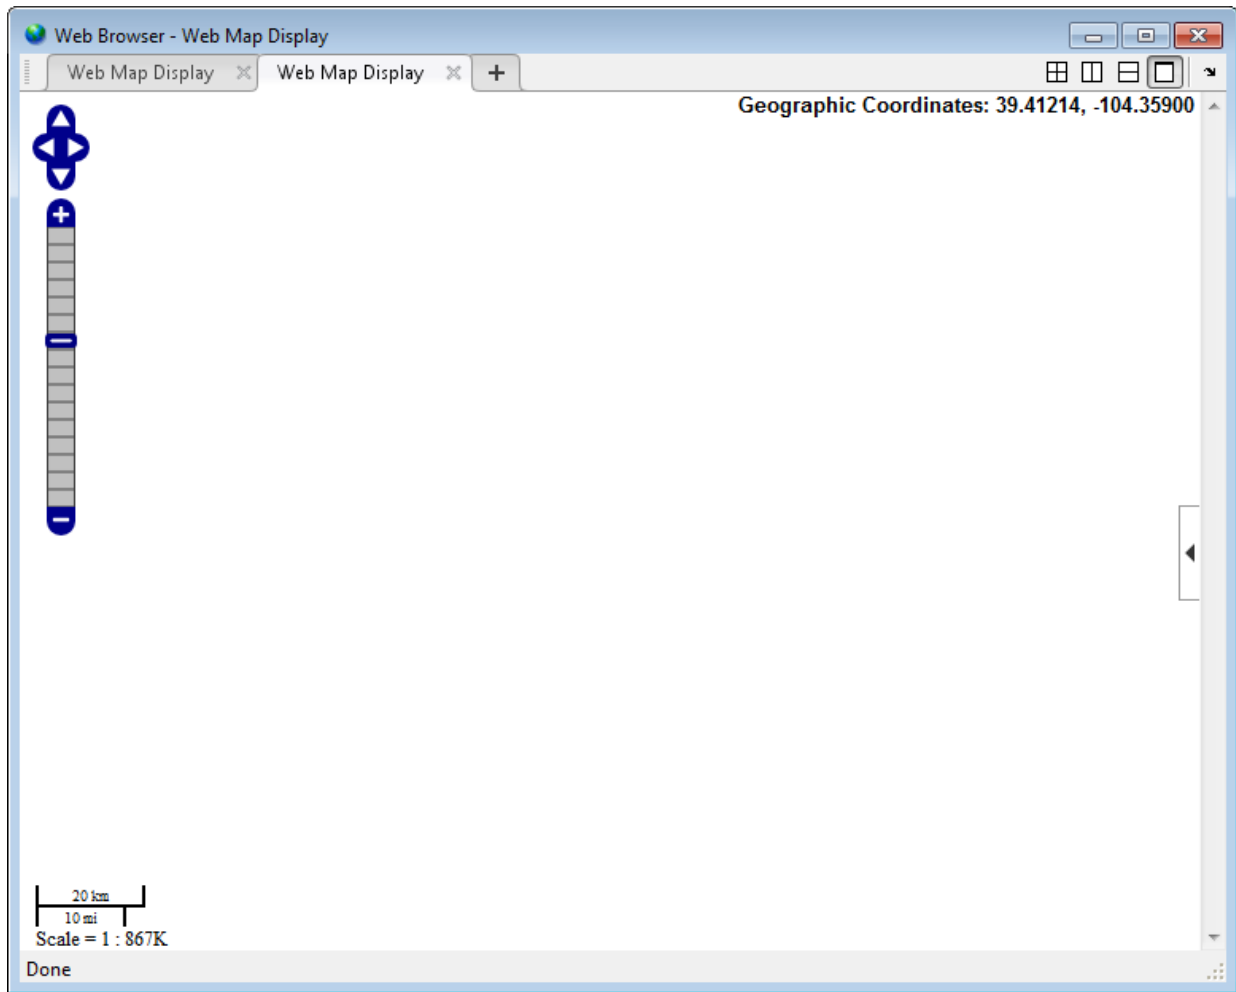 Web Browser - Web Map Display
Web Map Display
Web Map Display
Geographic Coordinates: 39.41214, -104.35900
20 km
10 mi
Scale = 1 : 867K
Done